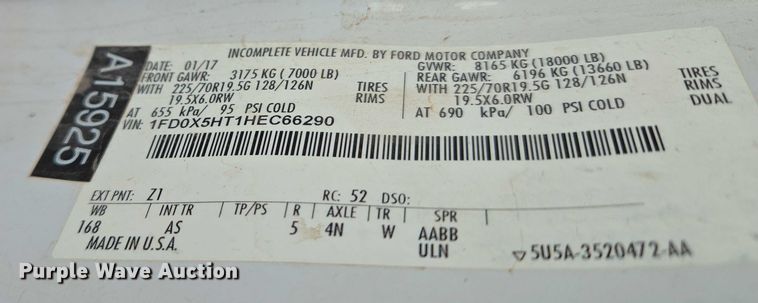 A15925
INCOMPLETE VEHICLE MFD. BY FORD MOTOR COMPANY
DATE: 01/17 GVWR: 8165 KG (18000 LB)
FRONT GAWR: 3175 KG ( 7000 LB) REAR GAWR: 6196 KG (13660 LB)
WITH 225/70R19.5G 128/126N TIRES WITH 225/70R19.5G 128/126N TIRES
19.5X6.0RW RIMS 19.5X6.0RW RIMS
AT 655 kPa/ 95 PSI COLD AT 690 kPa/ 100 PSI COLD DUAL
VIN: 1FD0X5HT1HEC66290
EXT PNT: Z1 RC: 52 DSO:
WB INT TR TP/PS R AXLE TR SPR
168 AS 5 4N W AABB
MADE IN U.S.A. ULN ▽5U5A-3520472-AA
Purple Wave Auction